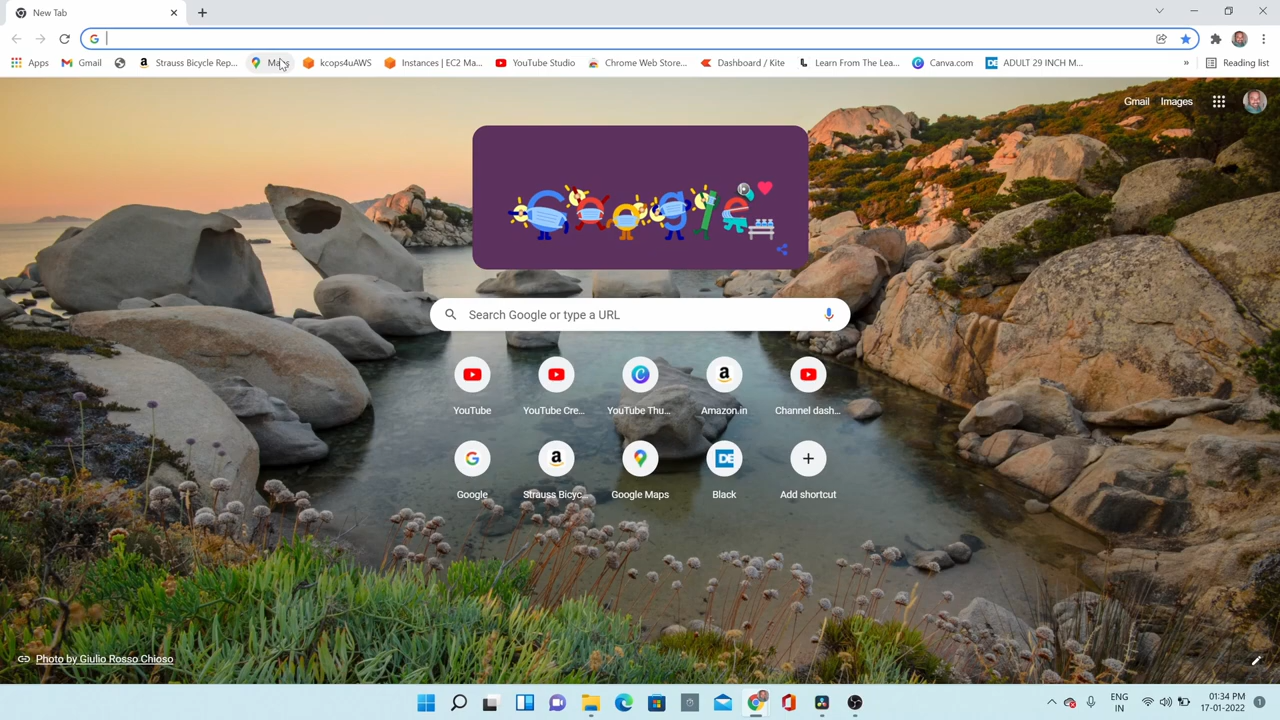 New Tab
Apps
Gmail
Strauss Bicycle Rep...
Maps
kcops4uAWS
Instances | EC2 Ma...
YouTube Studio
Chrome Web Store...
Dashboard / Kite
Learn From The Lea...
Canva.com
ADULT 29 INCH M...
»
Reading list
Gmail
Images
Google
Search Google or type a URL
YouTube
YouTube Cre...
YouTube Thu...
Amazon.in
Channel dash...
Google
Strauss Bicyc...
Google Maps
Black
Add shortcut
Photo by Giulio Rosso Chioso
ENG
IN
01:34 PM
17-01-2022
1